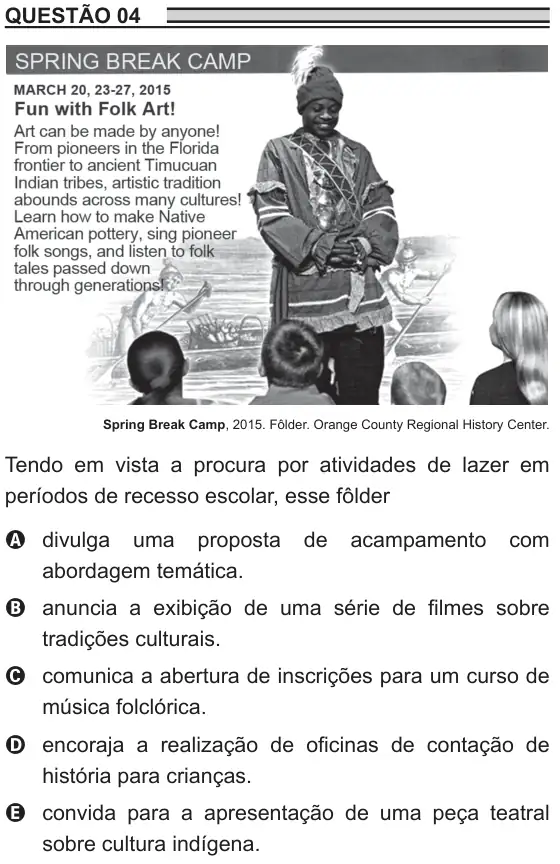 QUESTÃO 04
SPRING BREAK CAMP
MARCH 20, 23-27, 2015
Fun with Folk Art!
Art can be made by anyone!
From pioneers in the Florida
frontier to ancient Timucuan
Indian tribes, artistic tradition
abounds across many cultures!
Learn how to make Native
American pottery, sing pioneer
folk songs, and listen to folk
tales passed down
through generations!
Spring Break Camp, 2015. Fôlder. Orange County Regional History Center.
Tendo em vista a procura por atividades de lazer em
períodos de recesso escolar, esse fôlder
A divulga uma proposta de acampamento com
abordagem temática.
B anuncia a exibição de uma série de filmes sobre
tradições culturais.
C comunica a abertura de inscrições para um curso de
música folclórica.
D encoraja a realização de oficinas de contação de
história para crianças.
E convida para a apresentação de uma peça teatral
sobre cultura indígena.